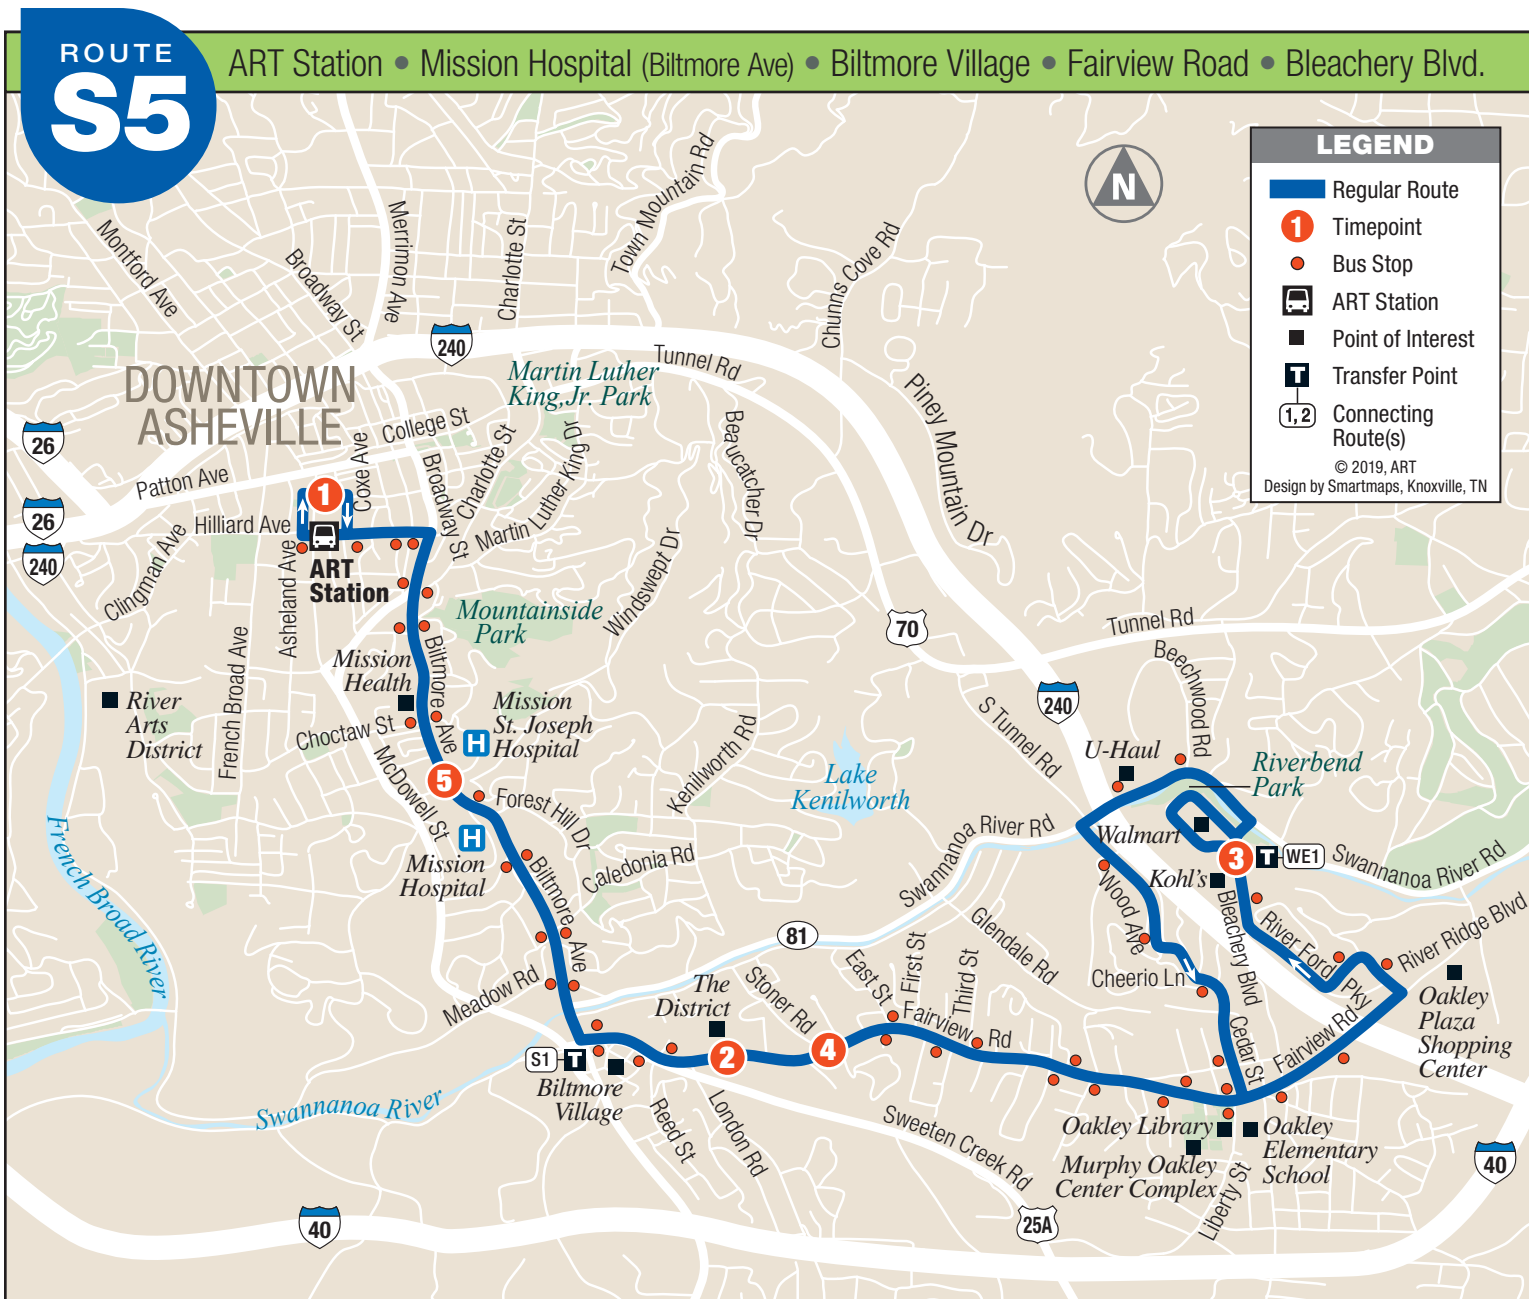 ROUTE
S5
ART Station • Mission Hospital (Biltmore Ave) • Biltmore Village • Fairview Road • Bleachery Blvd.
LEGEND
Regular Route
1 Timepoint
Bus Stop
ART Station
Point of Interest
T Transfer Point
1,2 Connecting
Route(s)
© 2019, ART
Design by Smartmaps, Knoxville, TN
N
Montford Ave
Broadway St
Merrimon Ave
Charlotte St
Town Mountain Rd
Chunns Cove Rd
240
Tunnel Rd
Piney Mountain Dr
DOWNTOWN
ASHEVILLE
Martin Luther
King,Jr. Park
26
College St
Patton Ave
Coxe Ave
Broadway St
Charlotte St
Martin Luther King Dr
Beaucatcher Dr
26
240
1
Hilliard Ave
ART
Station
Clingman Ave
Asheland Ave
French Broad Ave
Mountainside
Park
Windswept Dr
70
Tunnel Rd
Beechwood Rd
240
S Tunnel Rd
River
Arts
District
Mission
Health
Biltmore Ave
Mission
St. Joseph
Hospital
H
Choctaw St
McDowell St
5
Forest Hill Dr
Kenilworth Rd
Lake
Kenilworth
U-Haul
Riverbend
Park
Walmart
3
T
WE1
Swannanoa River Rd
Swannanoa River Rd
Kohl's
H
Mission
Hospital
Caledonia Rd
Biltmore Ave
French Broad River
Wood Ave
Bleachery Blvd
River Ford Pky
River Ridge Blvd
Glendale Rd
81
Cheerio Ln
Meadow Rd
The
District
Stoner Rd
East St
First St
Third St
Fairview Rd
Cedar St
Fairview Rd
Oakley
Plaza
Shopping
Center
S1
T
2
4
Biltmore
Village
Swannanoa River
Reed St
London Rd
Sweeten Creek Rd
Oakley Library
Oakley
Elementary
School
Murphy Oakley
Center Complex
Liberty St
40
40
25A